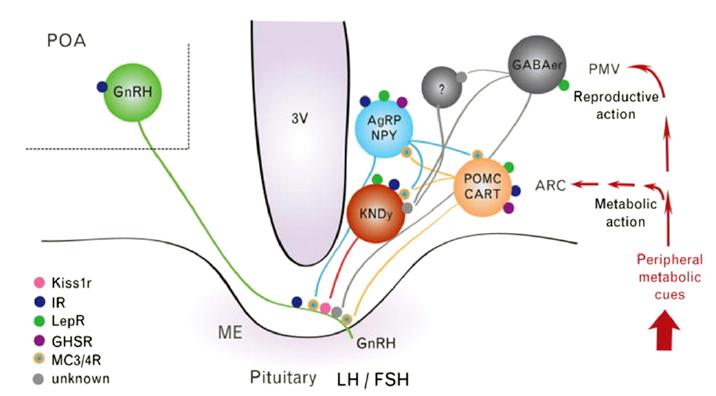 POA
GnRH
3V
AgRP
NPY
?
GABAer
PMV
Reproductive
action
KNDy
POMC
CART
ARC
Metabolic
action
Peripheral
metabolic
cues
Kiss1r
IR
LepR
GHSR
MC3/4R
unknown
ME
GnRH
Pituitary LH / FSH